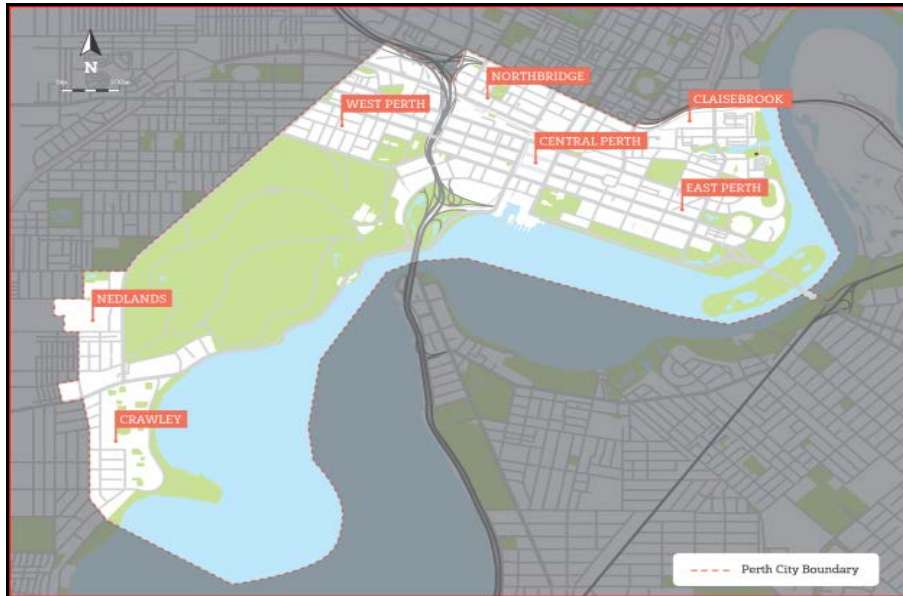 NORTHBRIDGE
WEST PERTH
CLAISEBROOK
N
CENTRAL PERTH
EAST PERTH
NEDLANDS
CRAWLEY
Perth City Boundary